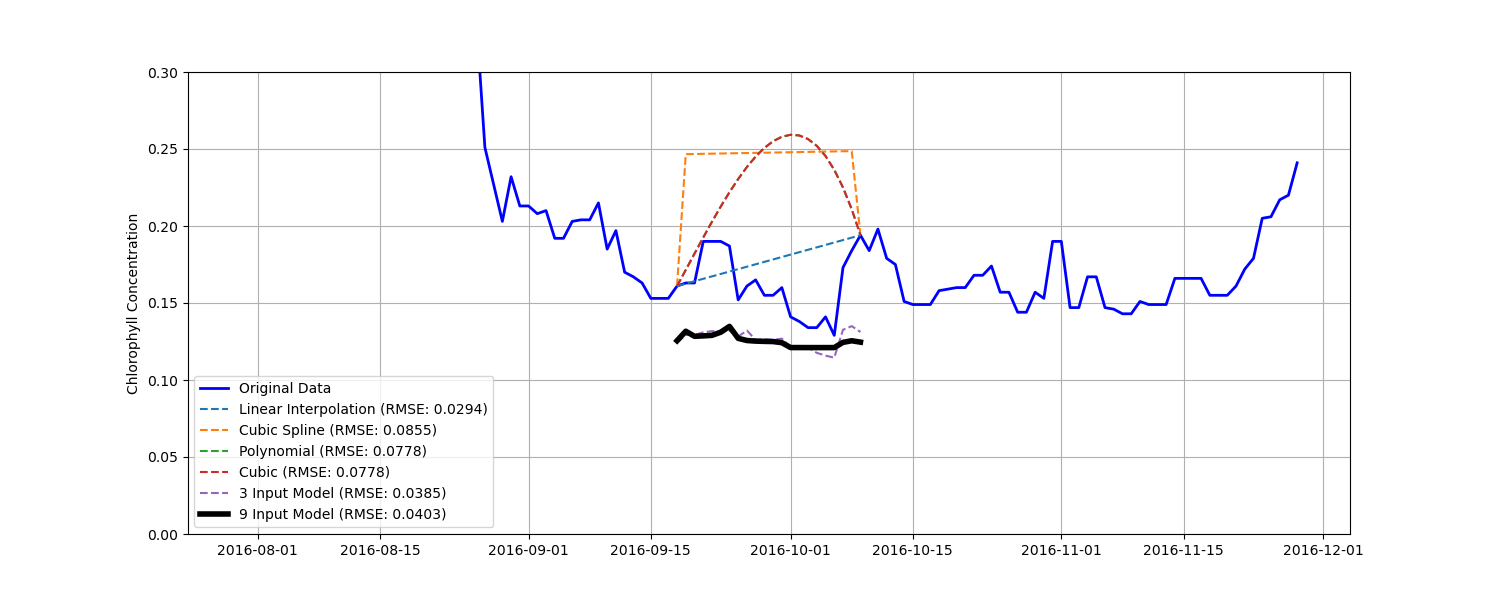 0.30
0.25
0.20
0.15
0.10
0.05
0.00
Chlorophyll Concentration
Original Data
Linear Interpolation (RMSE: 0.0294)
Cubic Spline (RMSE: 0.0855)
Polynomial (RMSE: 0.0778)
Cubic (RMSE: 0.0778)
3 Input Model (RMSE: 0.0385)
9 Input Model (RMSE: 0.0403)
2016-08-01 2016-08-15 2016-09-01 2016-09-15 2016-10-01 2016-10-15 2016-11-01 2016-11-15 2016-12-01